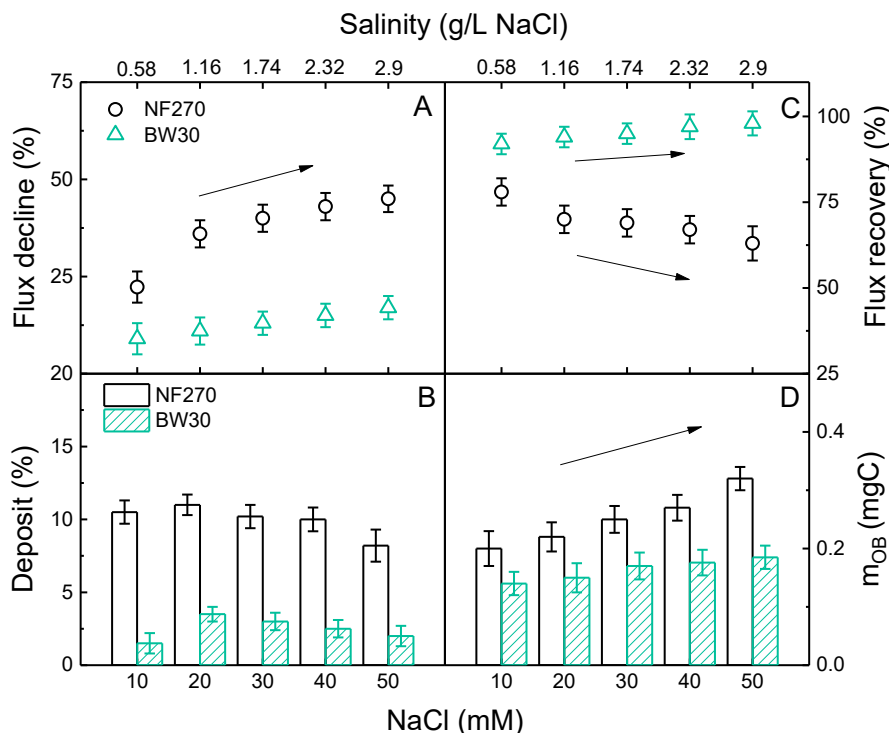 Salinity (g/L NaCl)
0.58 1.16 1.74 2.32 2.9 0.58 1.16 1.74 2.32 2.9
75 A C 100
NF270
BW30
Flux decline (%)
50 75
25 50
Flux recovery (%)
20 25
NF270 B D
BW30
Deposit (%)
15 0.4
10
5 0.2
0 0.0
mOB (mgC)
10 20 30 40 50 10 20 30 40 50
NaCl (mM)